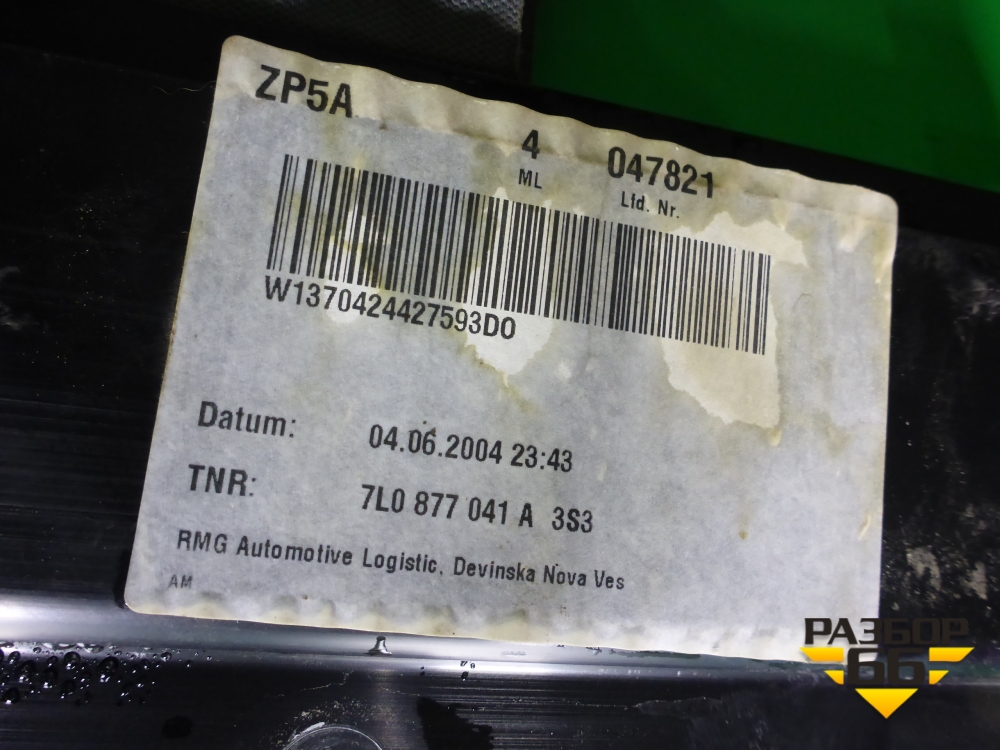 ZP5A
4 047821
ML Lfd. Nr.
W1370424427593D0
Datum: 04.06.2004 23:43
TNR: 7L0 877 041 A 3S3
RMG Automotive Logistic, Devinska Nova Ves
AM
РАЗБОР
66